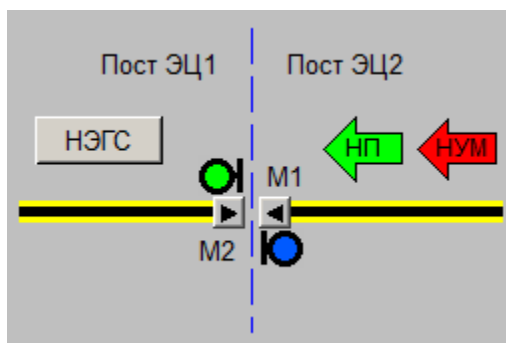 Пост ЭЦ1
Пост ЭЦ2
НЭГС
НП
НУМ
М1
М2